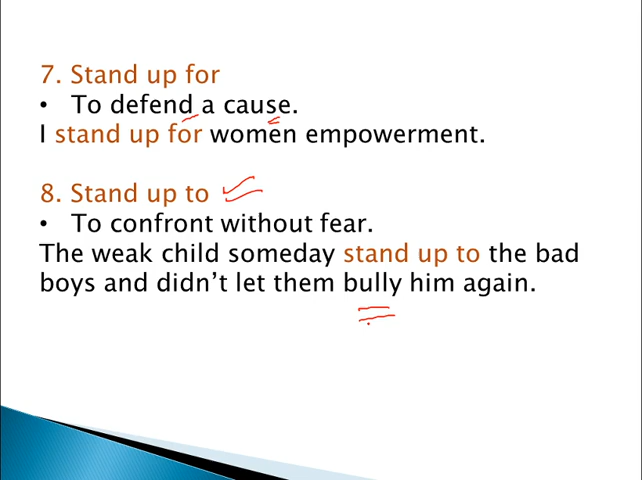 7. Stand up for
• To defend a cause.
I stand up for women empowerment.
8. Stand up to
• To confront without fear.
The weak child someday stand up to the bad
boys and didn’t let them bully him again.